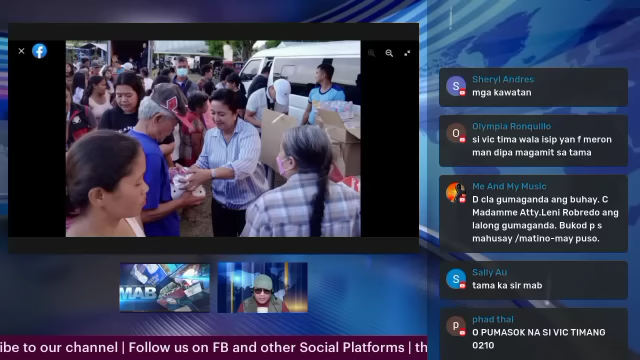 MAB
ibe to our channel | Follow us on FB and other Social Platforms | th
S
Sheryl Andres
mga kawatan
O
Olympia Ronquillo
si vic tima wala isip yan f meron
man dipa magamit sa tama
Me And My Music
D cla gumaganda ang buhay. C
Madamme Atty.Leni Robredo ang
lalong gumaganda. Bukod p s
mahusay /matino-may puso.
S
Sally Au
tama ka sir mab
p
phad thai
O PUMASOK NA SI VIC TIMANG
0210